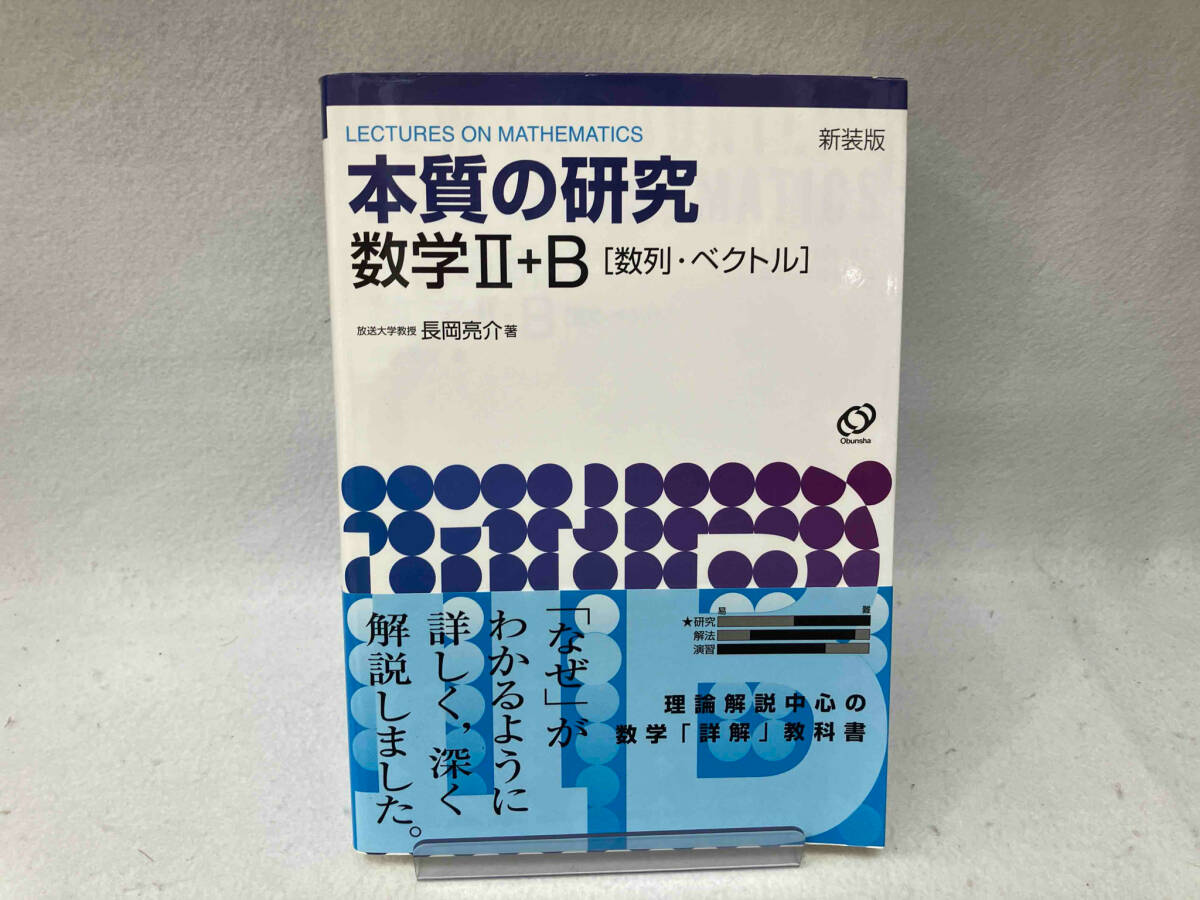 LECTURES ON MATHEMATICS
新装版
本質の研究
数学Ⅱ+B [数列・ベクトル]
放送大学教授 長岡亮介 著
Obunsha
「なぜ」が
わかるように
詳しく,深く
解説しました。
易 難
★研究
解法
演習
理論解説中心の
数学「詳解」教科書